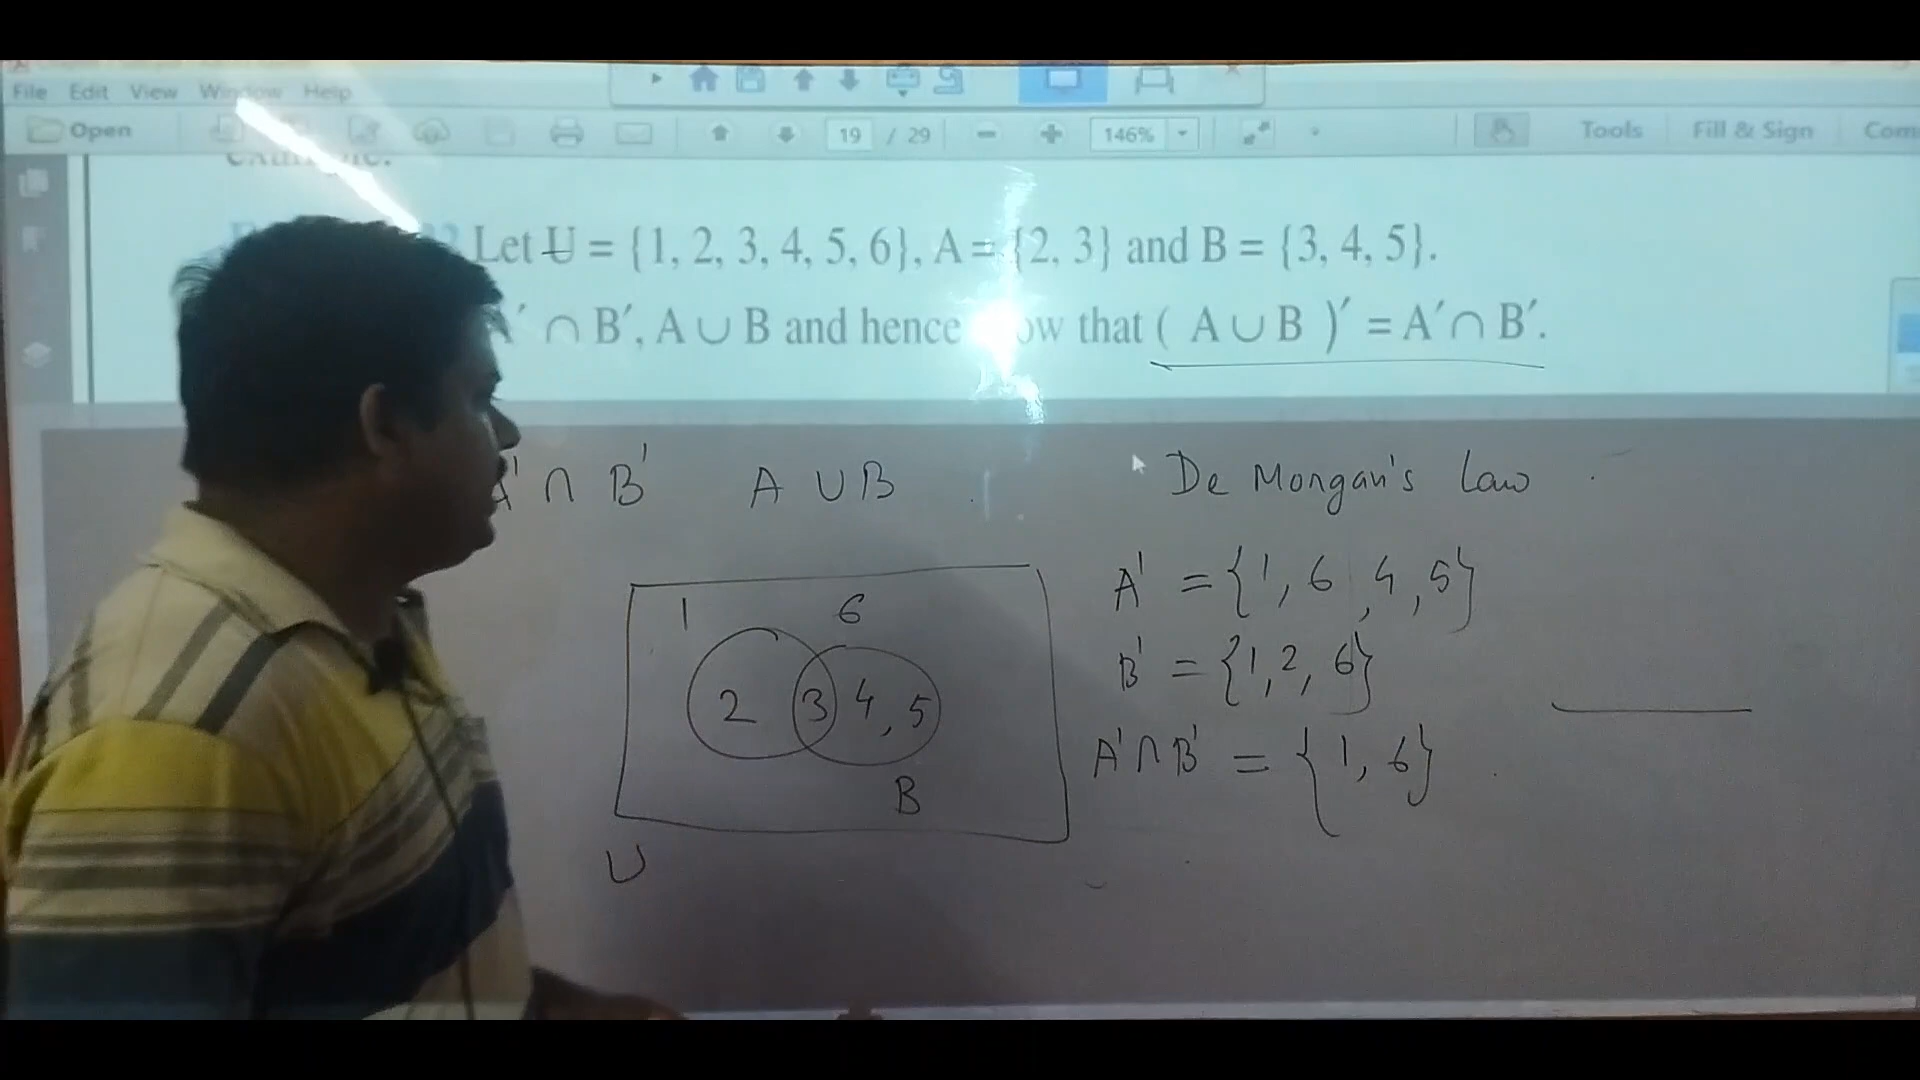 File Edit View Window Help
Open 19 / 29 146% Tools Fill & Sign
Let U = {1, 2, 3, 4, 5, 6}, A = {2, 3} and B = {3, 4, 5}.
′ ∩ B′, A ∪ B and hence that ( A ∪ B )′ = A′ ∩ B′.
A' ∩ B' A ∪ B De Morgan's Law
A' = {1, 6, 4, 5}
1 6
B' = {1, 2, 6}
2 3 4, 5
A' ∩ B' = {1, 6}
B
U